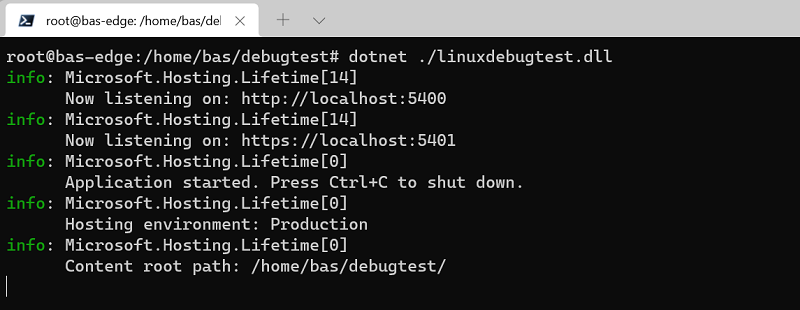 root@bas-edge: /home/bas/del
root@bas-edge:/home/bas/debugtest# dotnet ./linuxdebugtest.dll
info: Microsoft.Hosting.Lifetime[14]
      Now listening on: http://localhost:5400
info: Microsoft.Hosting.Lifetime[14]
      Now listening on: https://localhost:5401
info: Microsoft.Hosting.Lifetime[0]
      Application started. Press Ctrl+C to shut down.
info: Microsoft.Hosting.Lifetime[0]
      Hosting environment: Production
info: Microsoft.Hosting.Lifetime[0]
      Content root path: /home/bas/debugtest/